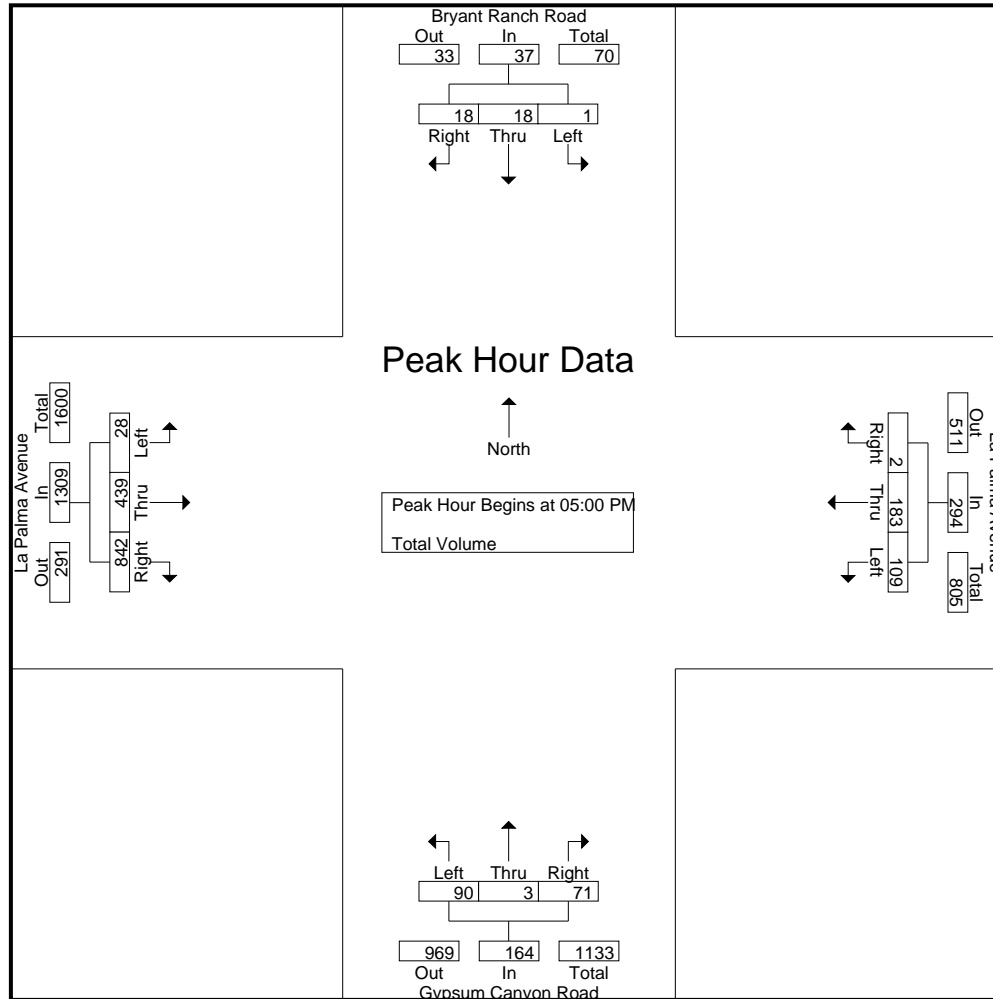 Bryant Ranch Road
Out In Total
33 37 70
18 18 1
Right Thru Left
Peak Hour Data
North
Peak Hour Begins at 05:00 PM
Total Volume
La Palma Avenue
Total In Out
1600 1309 291
28 439 842
Left Thru Right
La Palma Avenue
Out In Total
511 294 805
2 183 109
Right Thru Left
Left Thru Right
90 3 71
969 164 1133
Out In Total
Gypsum Canyon Road